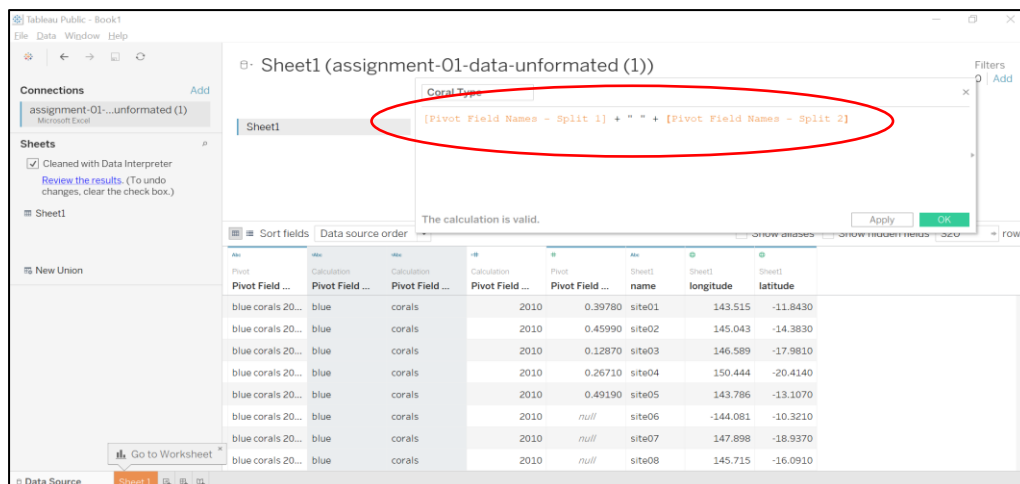 Tableau Public - Book1
File Data Window Help
Connections Add
assignment-01-...unformated (1)
Microsoft Excel
Sheets
Cleaned with Data Interpreter
Review the results. (To undo
changes, clear the check box.)
Sheet1
New Union
Sheet1 (assignment-01-data-unformated (1))
Filters
0 Add
Sheet1
Coral Type
[Pivot Field Names - Split 1] + " " + [Pivot Field Names - Split 2]
The calculation is valid.
Apply OK
Sort fields Data source order
Show aliases Show hidden fields 320 row
Abc =Abc =Abc =# # Abc
Pivot Calculation Calculation Calculation Pivot Sheet1 Sheet1 Sheet1
Pivot Field ... Pivot Field ... Pivot Field ... Pivot Field ... Pivot Field ... name longitude latitude
blue corals 20... blue corals 2010 0.39780 site01 143.515 -11.8430
blue corals 20... blue corals 2010 0.45990 site02 145.043 -14.3830
blue corals 20... blue corals 2010 0.12870 site03 146.589 -17.9810
blue corals 20... blue corals 2010 0.26710 site04 150.444 -20.4140
blue corals 20... blue corals 2010 0.49190 site05 143.786 -13.1070
blue corals 20... blue corals 2010 null site06 -144.081 -10.3210
blue corals 20... blue corals 2010 null site07 147.898 -18.9370
blue corals 20... blue corals 2010 null site08 145.715 -16.0910
Go to Worksheet
Data Source Sheet 1